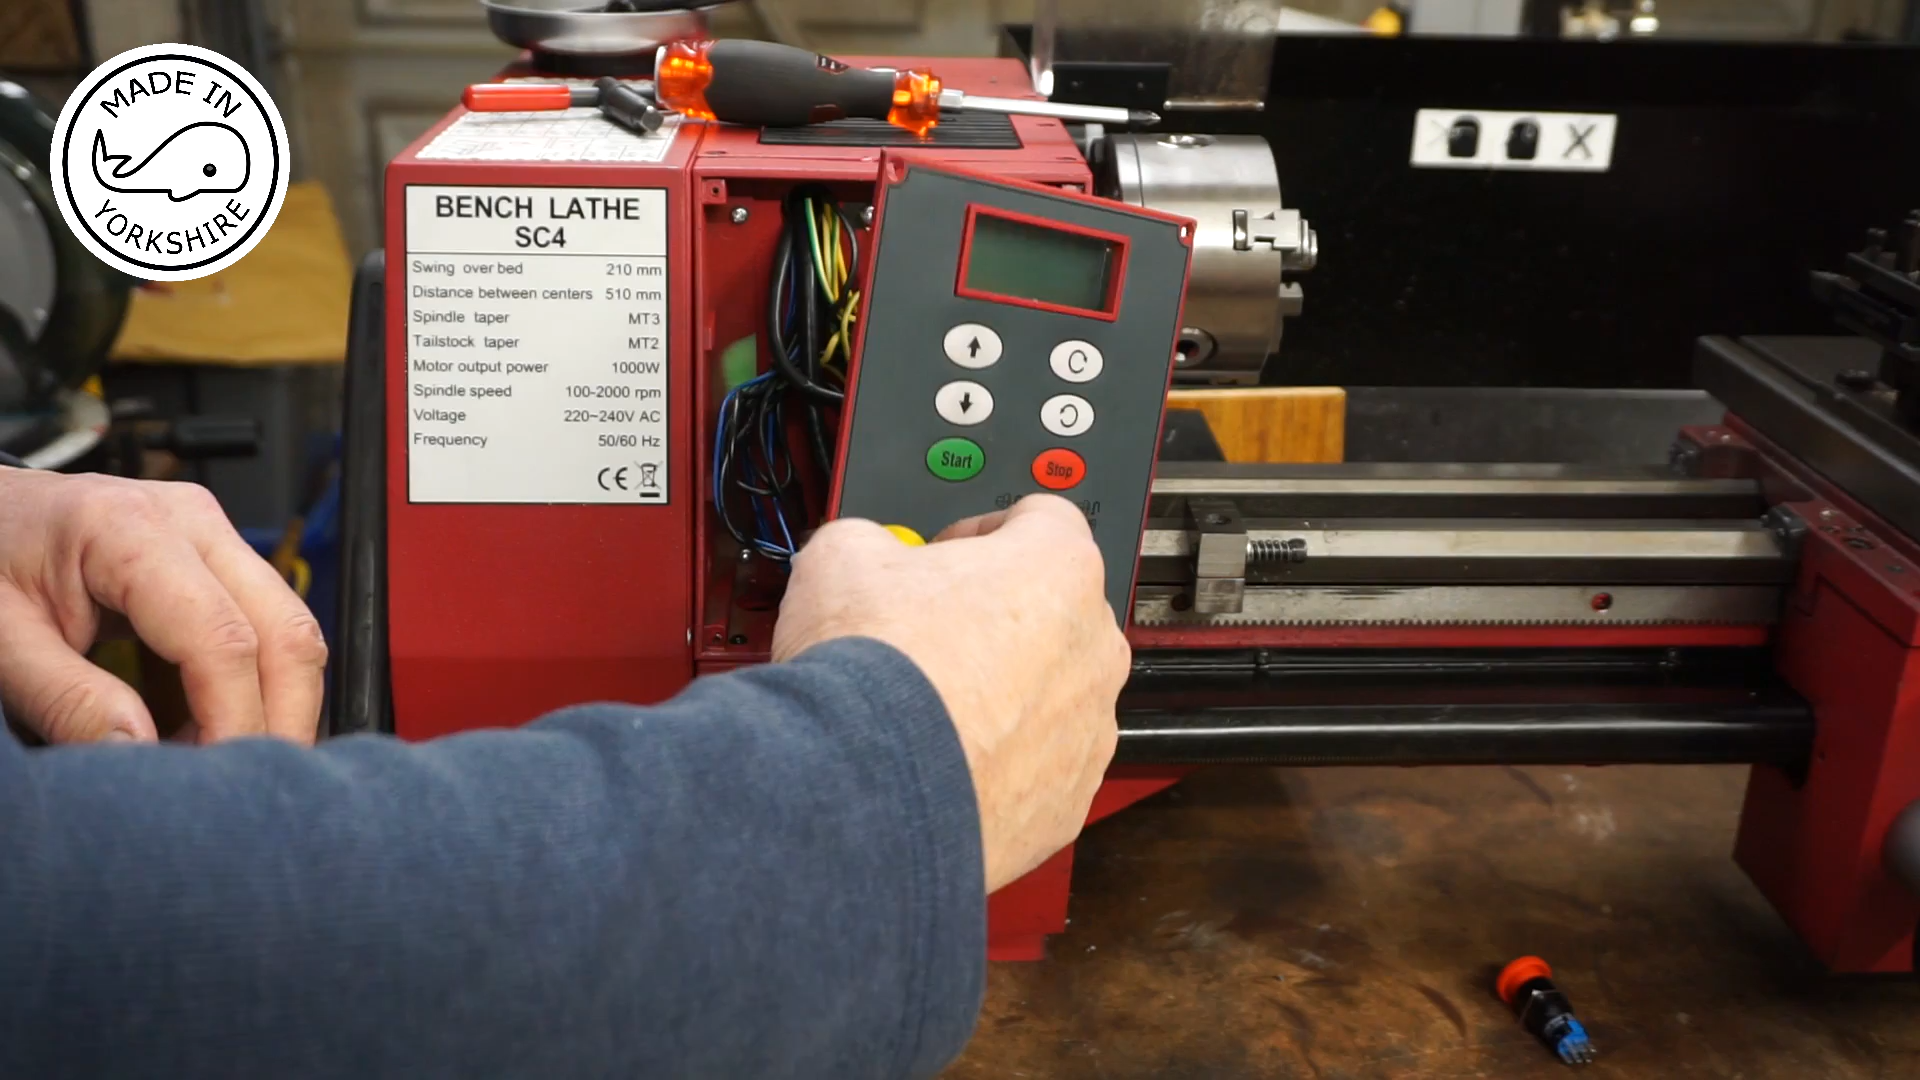 MADE IN
YORKSHIRE
BENCH LATHE
SC4
Swing over bed 210 mm
Distance between centers 510 mm
Spindle taper MT3
Tailstock taper MT2
Motor output power 1000W
Spindle speed 100-2000 rpm
Voltage 220~240V AC
Frequency 50/60 Hz
CE
Start
Stop